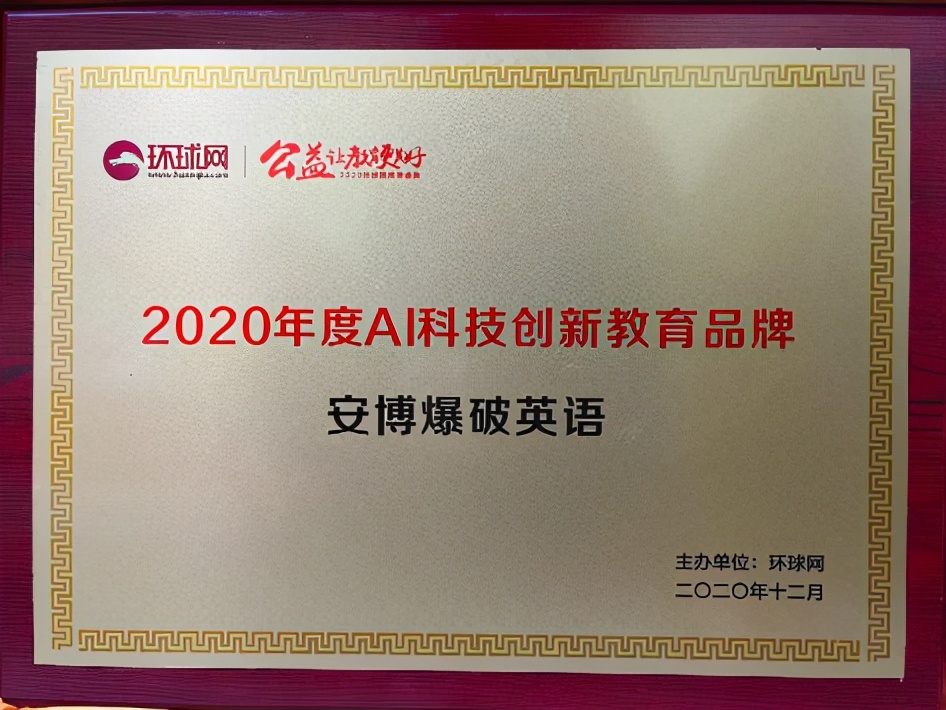 环球网
公益让教育更美好
2020年度AI科技创新教育品牌
安博爆破英语
主办单位：环球网
二〇二〇年十二月